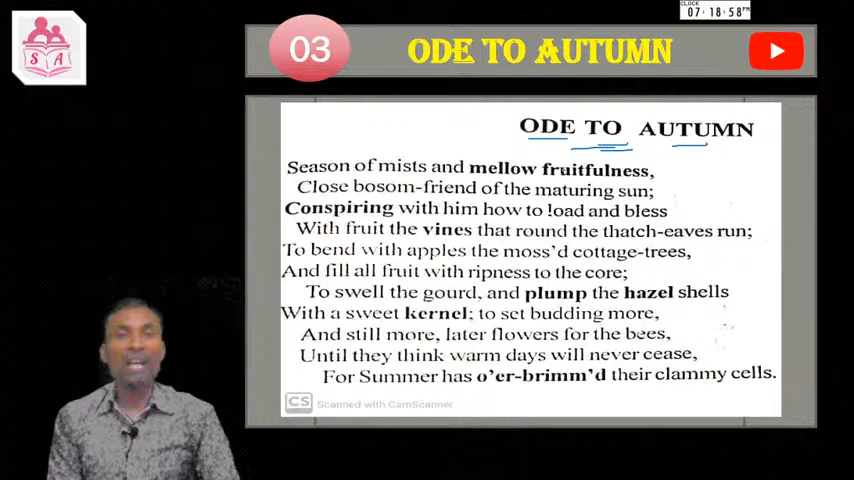 CLOCK
07:18:58PM
S A
03
ODE TO AUTUMN
ODE TO AUTUMN
Season of mists and mellow fruitfulness,
Close bosom-friend of the maturing sun;
Conspiring with him how to load and bless
With fruit the vines that round the thatch-eaves run;
To bend with apples the moss'd cottage-trees,
And fill all fruit with ripness to the core;
To swell the gourd, and plump the hazel shells
With a sweet kernel; to set budding more,
And still more, later flowers for the bees,
Until they think warm days will never cease,
For Summer has o'er-brimm'd their clammy cells.
CS Scanned with CamScanner